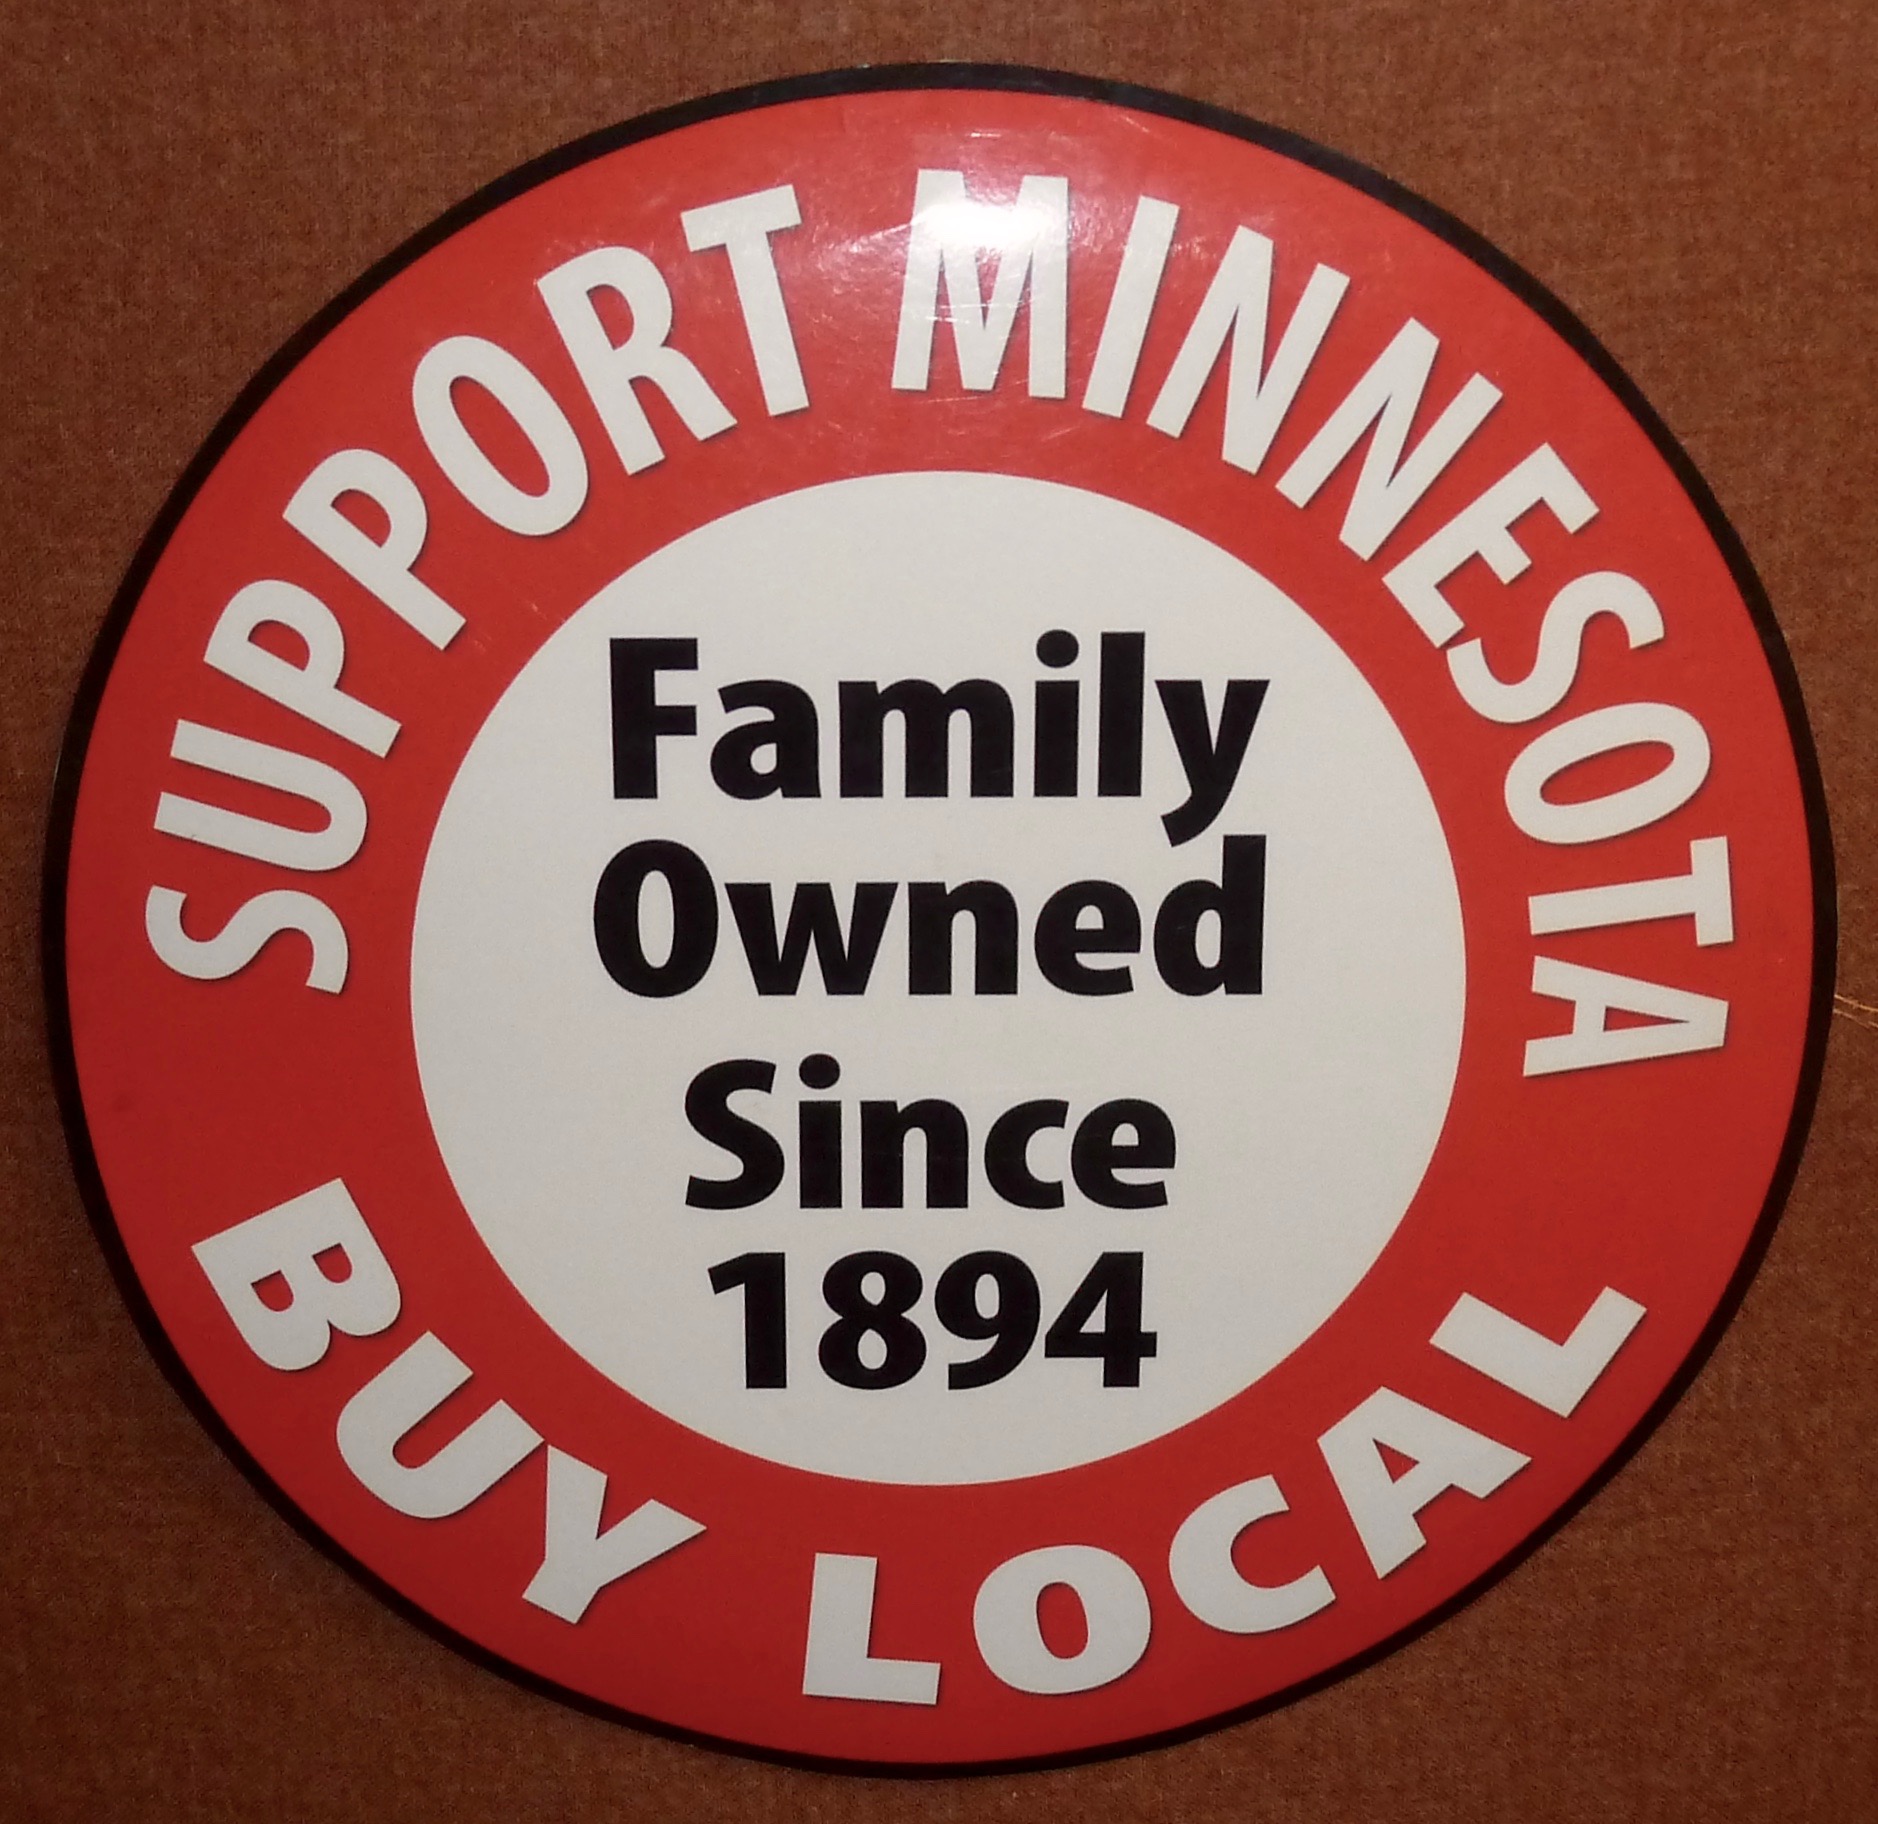 SUPPORT MINNESOTA
Family
Owned
Since
1894
BUY LOCAL